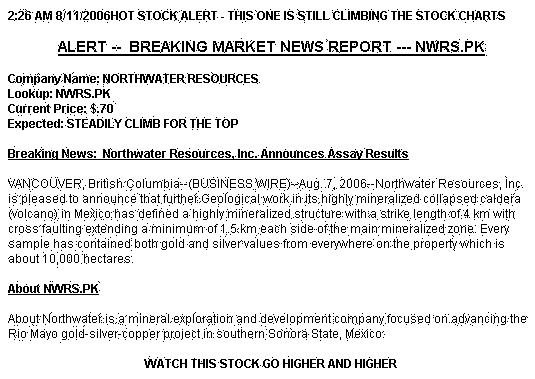 2:26 AM 8/11/2006HOT STOCK ALERT - THIS ONE IS STILL CLIMBING THE STOCK CHARTS
ALERT -- BREAKING MARKET NEWS REPORT --- NWRS.PK
Company Name: NORTHWATER RESOURCES
Lookup: NWRS.PK
Current Price: $.70
Expected: STEADILY CLIMB FOR THE TOP
Breaking News: Northwater Resources, Inc. Announces Assay Results
VANCOUVER, British Columbia--(BUSINESS WIRE)--Aug. 7, 2006--Northwater Resources, Inc.
is pleased to announce that further Geological work in its highly mineralized collapsed caldera
(volcano) in Mexico has defined a highly mineralized structure with a strike length of 4 km with
cross faulting extending a minimum of 1.5 km each side of the main mineralized zone. Every
sample has contained both gold and silver values from everywhere on the property which is
about 10,000 hectares.
About NWRS.PK
About Northwater is a mineral exploration and development company focused on advancing the
Rio Mayo gold-silver-copper project in southern Sonora State, Mexico.
WATCH THIS STOCK GO HIGHER AND HIGHER